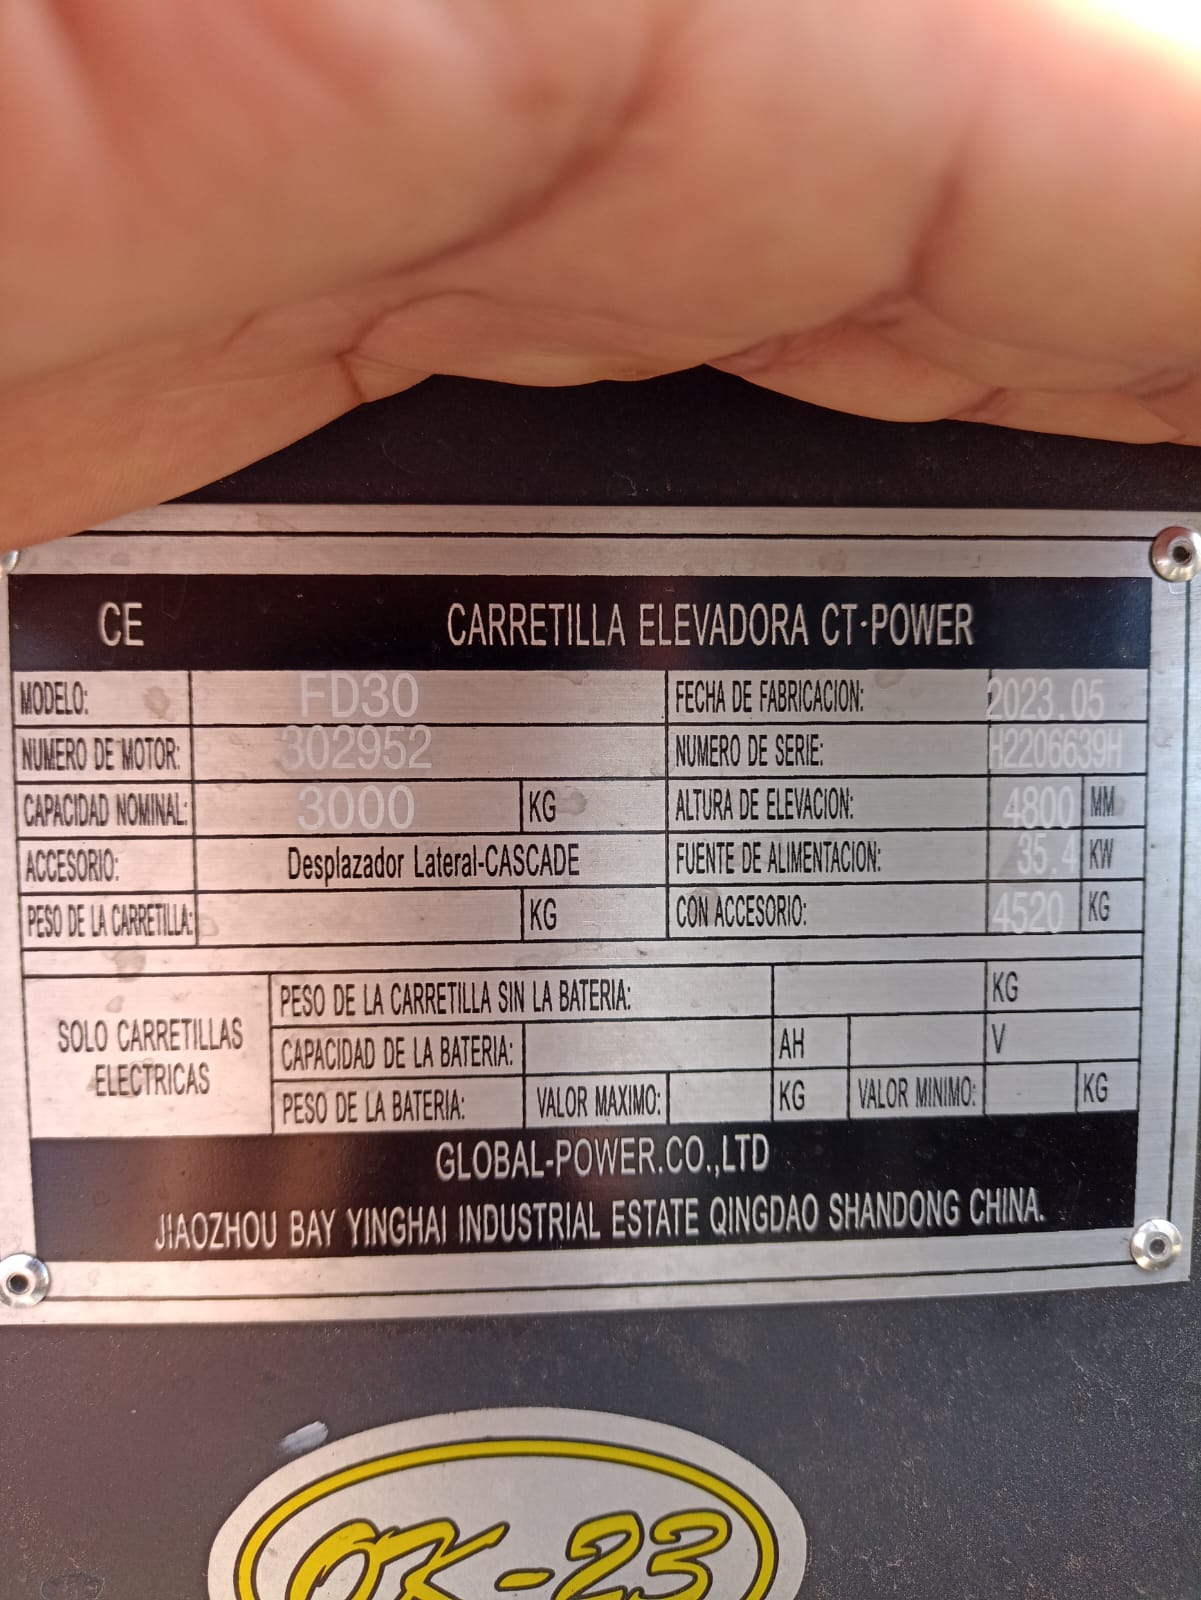 CE CARRETILLA ELEVADORA CT-POWER
MODELO: FD30 FECHA DE FABRICACION: 2023.05
NUMERO DE MOTOR: 302952 NUMERO DE SERIE: H2206639H
CAPACIDAD NOMINAL: 3000 KG ALTURA DE ELEVACION: 4800 MM
ACCESORIO: Desplazador Lateral-CASCADE FUENTE DE ALIMENTACION: 35.4 KW
PESO DE LA CARRETILLA: KG CON ACCESORIO: 4520 KG
SOLO CARRETILLAS ELECTRICAS
PESO DE LA CARRETILLA SIN LA BATERIA: KG
CAPACIDAD DE LA BATERIA: AH V
PESO DE LA BATERIA: VALOR MAXIMO: KG VALOR MINIMO: KG
GLOBAL-POWER.CO.,LTD
JIAOZHOU BAY YINGHAI INDUSTRIAL ESTATE QINGDAO SHANDONG CHINA.
OTK-23